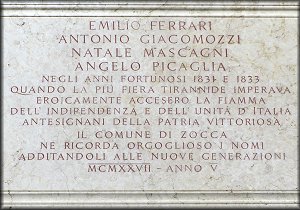 EMILIO FERRARI
ANTONIO GIACOMOZZI
NATALE MASCAGNI
ANGELO PICAGLIA
NEGLI ANNI FORTUNOSI 1831 E 1833
QUANDO LA PIÙ FIERA TIRANNIDE IMPERAVA
EROICAMENTE ACCESERO LA FIAMMA
DELL'INDIPENDENZA E DELL'UNITÀ D'ITALIA
ANTESIGNANI DELLA PATRIA VITTORIOSA
IL COMUNE DI ZOCCA
NE RICORDA ORGOGLIOSO I NOMI
ADDITANDOLI ALLE NUOVE GENERAZIONI
MCMXXVII - ANNO V